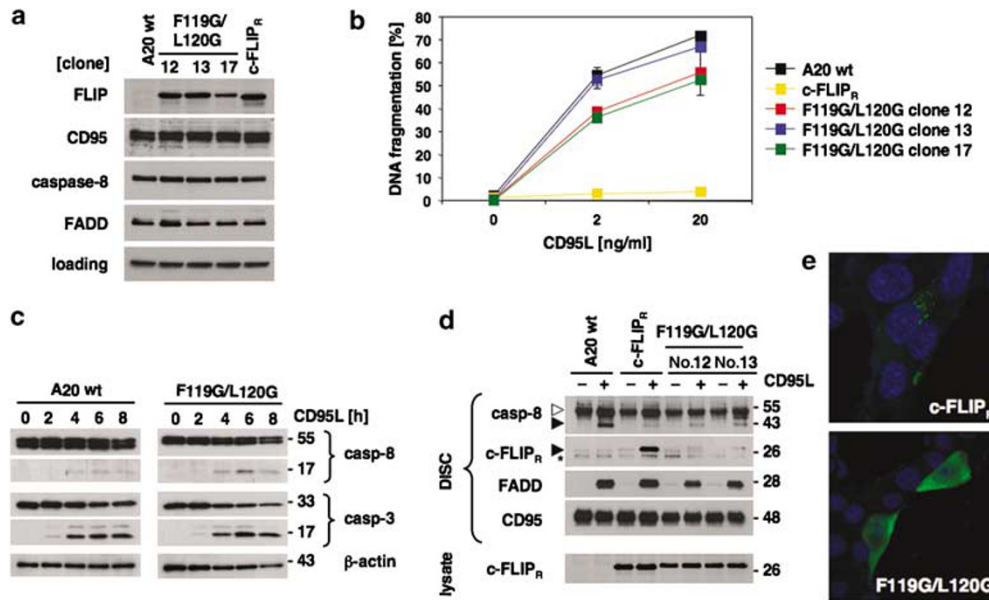 a
A20 wt
F119G/
L120G
c-FLIPR
[clone] 12 13 17
FLIP
CD95
caspase-8
FADD
loading
b
DNA fragmentation [%]
80
70
60
50
40
30
20
10
0
0 2 20
CD95L [ng/ml]
A20 wt
c-FLIPR
F119G/L120G clone 12
F119G/L120G clone 13
F119G/L120G clone 17
c
A20 wt F119G/L120G
0 2 4 6 8 0 2 4 6 8 CD95L [h]
- 55
casp-8
- 17
- 33
casp-3
- 17
- 43 β-actin
d
A20 wt
c-FLIPR
F119G/L120G
No.12 No.13
– + – + – + – + CD95L
DISC
casp-8 - 55
- 43
c-FLIPR - 26
*
FADD - 28
CD95 - 48
lysate
c-FLIPR - 26
e
c-FLIPR
F119G/L120G